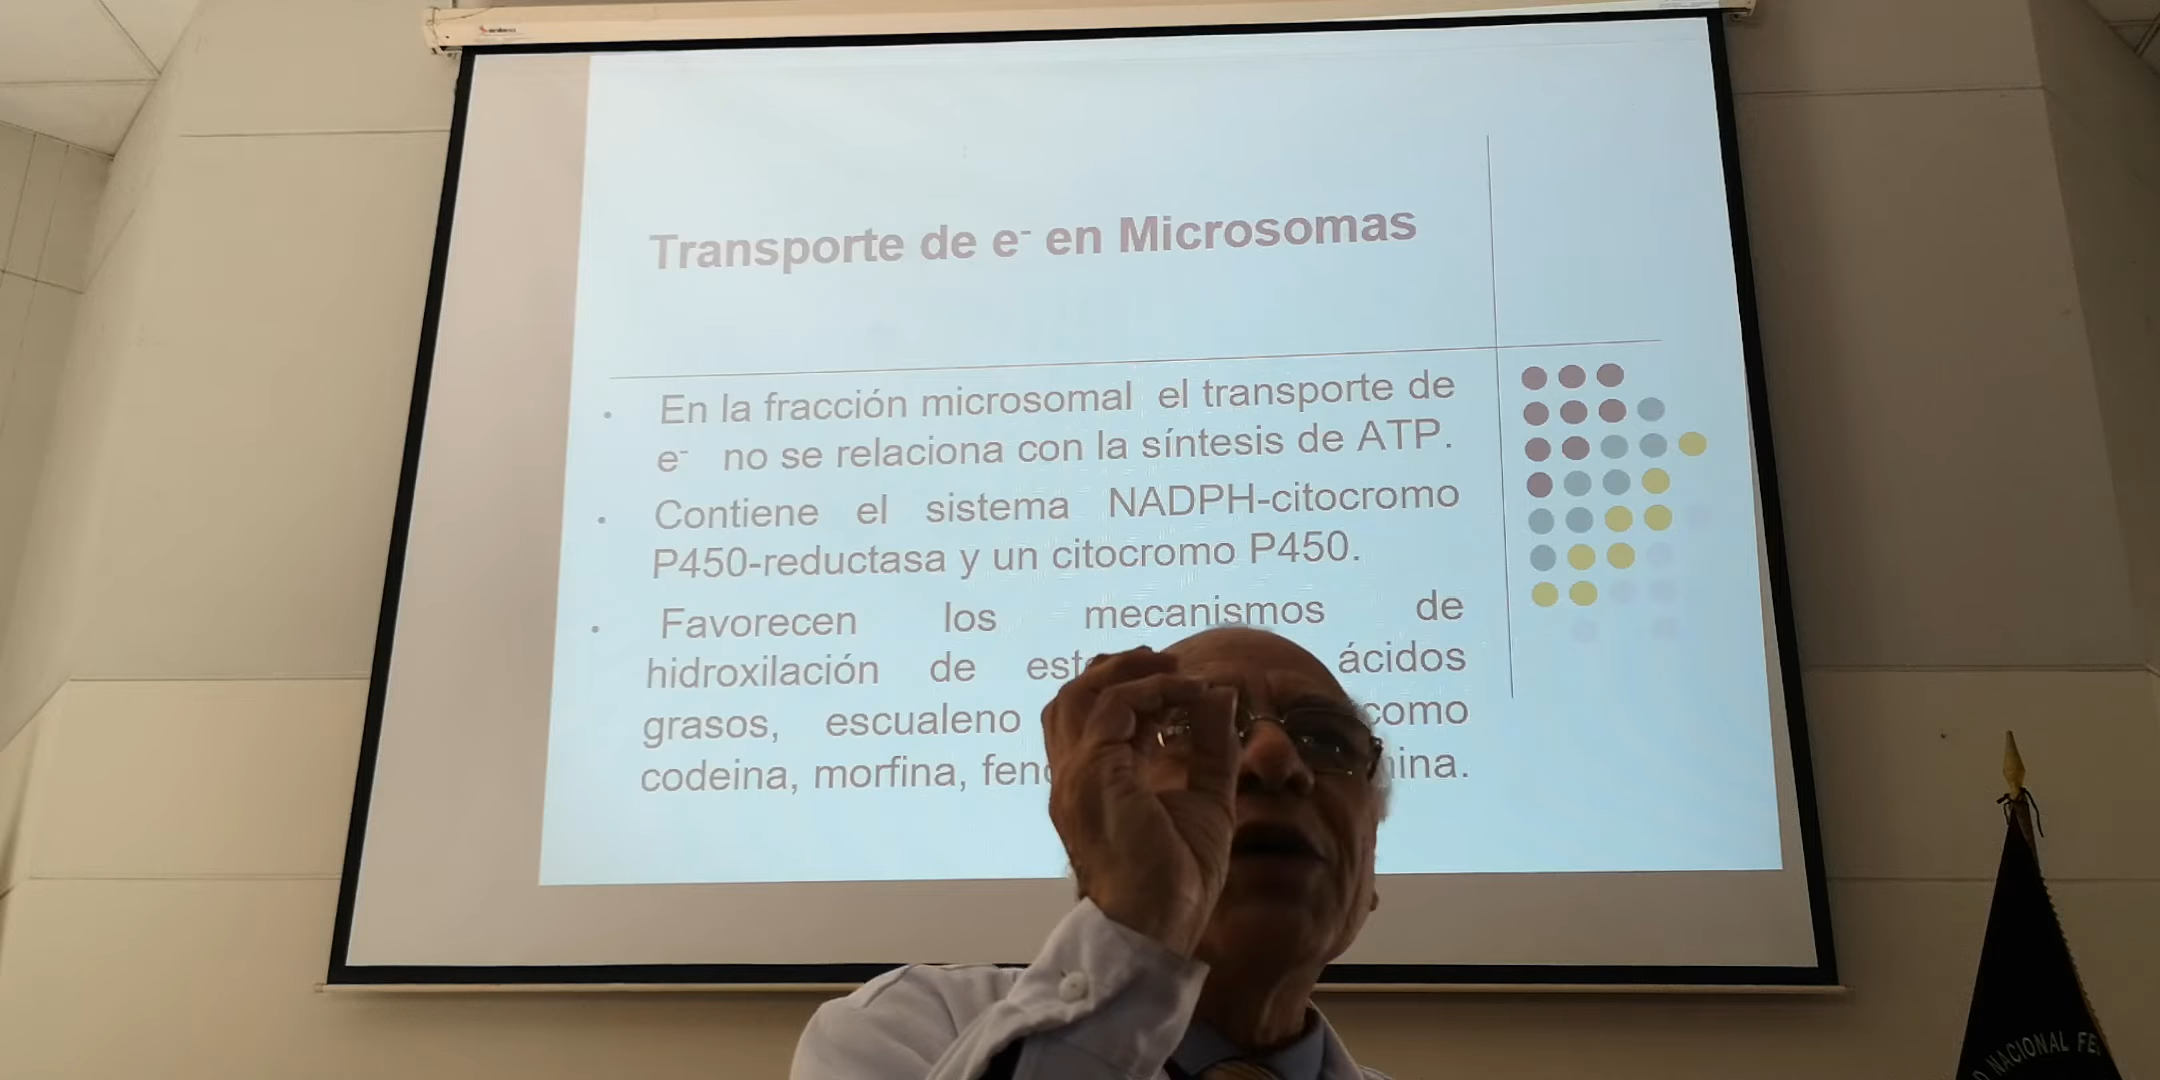 Transporte de e- en Microsomas
• En la fracción microsomal el transporte de
e- no se relaciona con la síntesis de ATP.
• Contiene el sistema NADPH-citocromo
P450-reductasa y un citocromo P450.
• Favorecen los mecanismos de
hidroxilación de ácidos
grasos, escualeno como
codeina, morfina,
NACIONAL